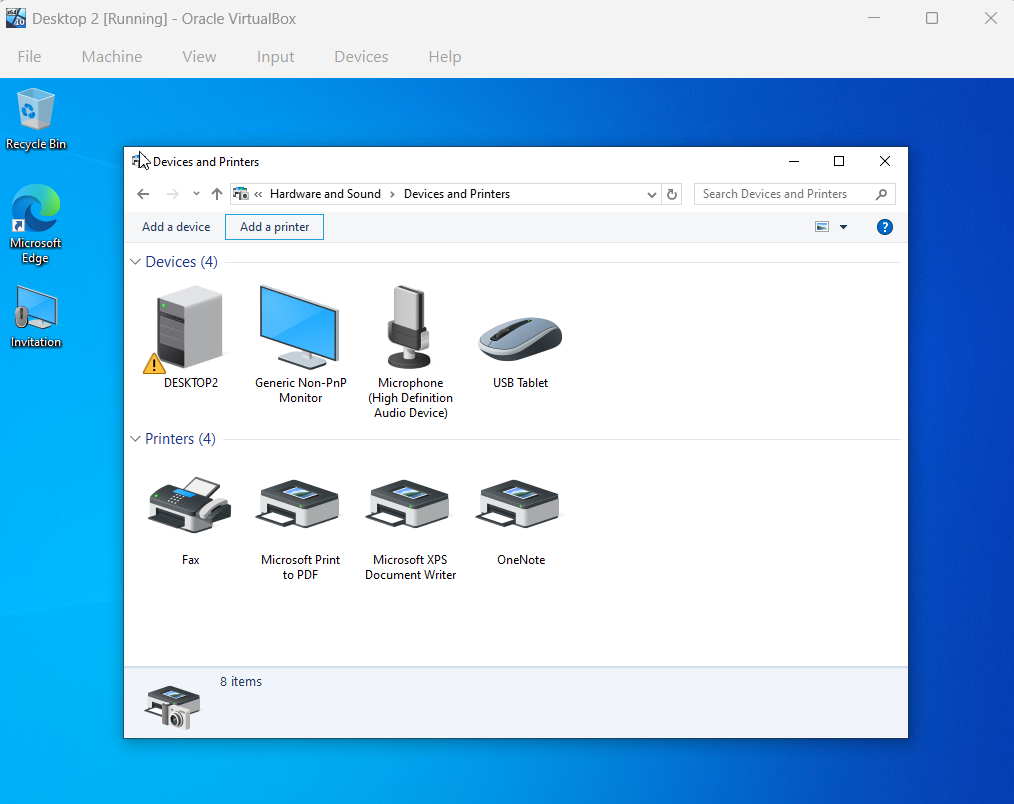 Desktop 2 [Running] - Oracle VirtualBox
File Machine View Input Devices Help
Recycle Bin
Microsoft
Edge
Invitation
Devices and Printers
« Hardware and Sound › Devices and Printers
Search Devices and Printers
Add a device Add a printer
Devices (4)
DESKTOP2
Generic Non-PnP
Monitor
Microphone
(High Definition
Audio Device)
USB Tablet
Printers (4)
Fax
Microsoft Print
to PDF
Microsoft XPS
Document Writer
OneNote
8 items